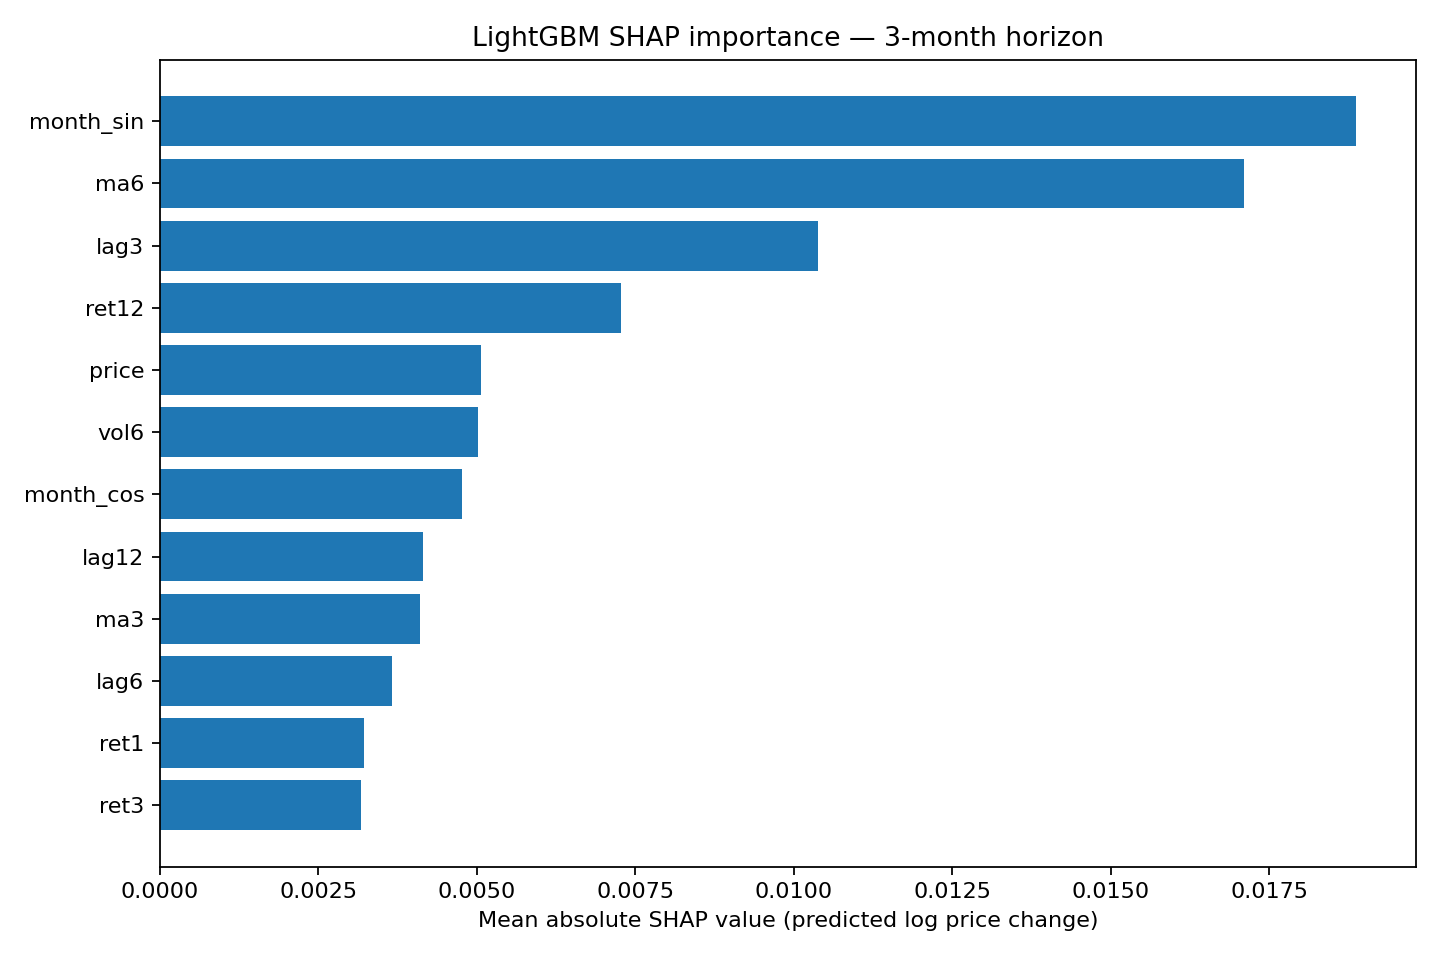 LightGBM SHAP importance — 3-month horizon
month_sin
ma6
lag3
ret12
price
vol6
month_cos
lag12
ma3
lag6
ret1
ret3
0.0000 0.0025 0.0050 0.0075 0.0100 0.0125 0.0150 0.0175
Mean absolute SHAP value (predicted log price change)